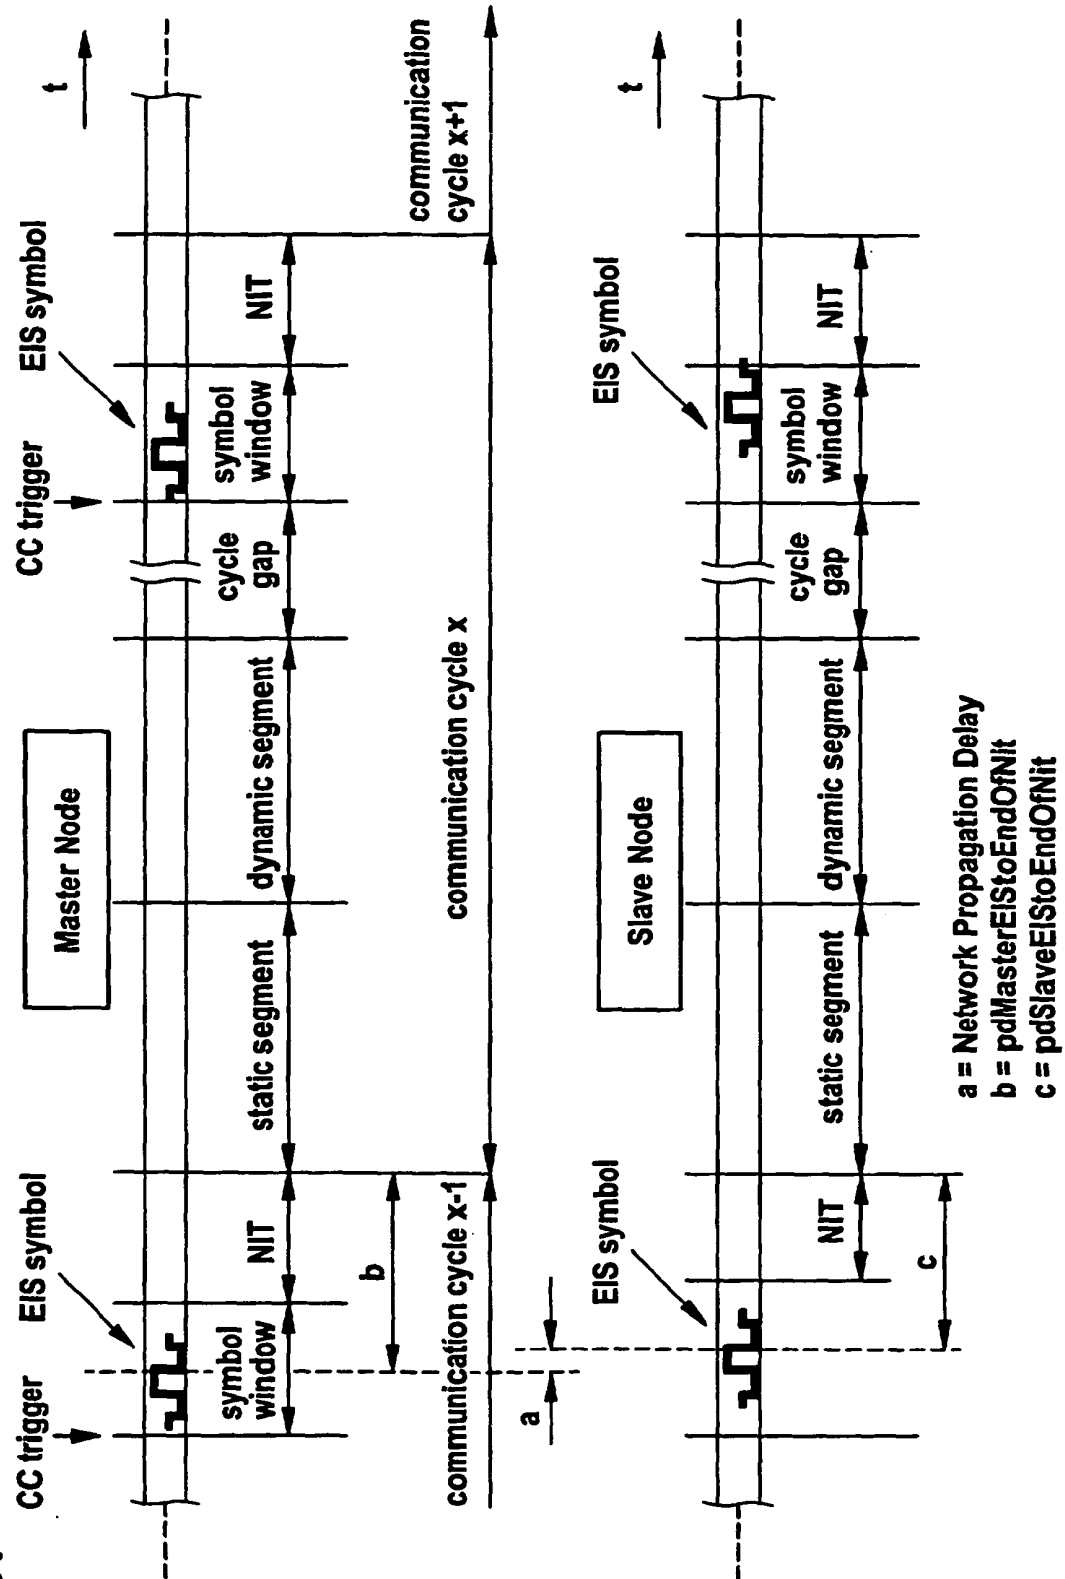 Master Node
CC trigger
EIS symbol
CC trigger
EIS symbol
t
symbol
window
NIT
static segment
dynamic segment
cycle
gap
symbol
window
NIT
b
communication cycle x-1
communication cycle x
communication
cycle x+1
a
Slave Node
EIS symbol
EIS symbol
t
NIT
static segment
dynamic segment
cycle
gap
symbol
window
NIT
c
a = Network Propagation Delay
b = pdMasterEIStoEndOfNit
c = pdSlaveEIStoEndOfNit